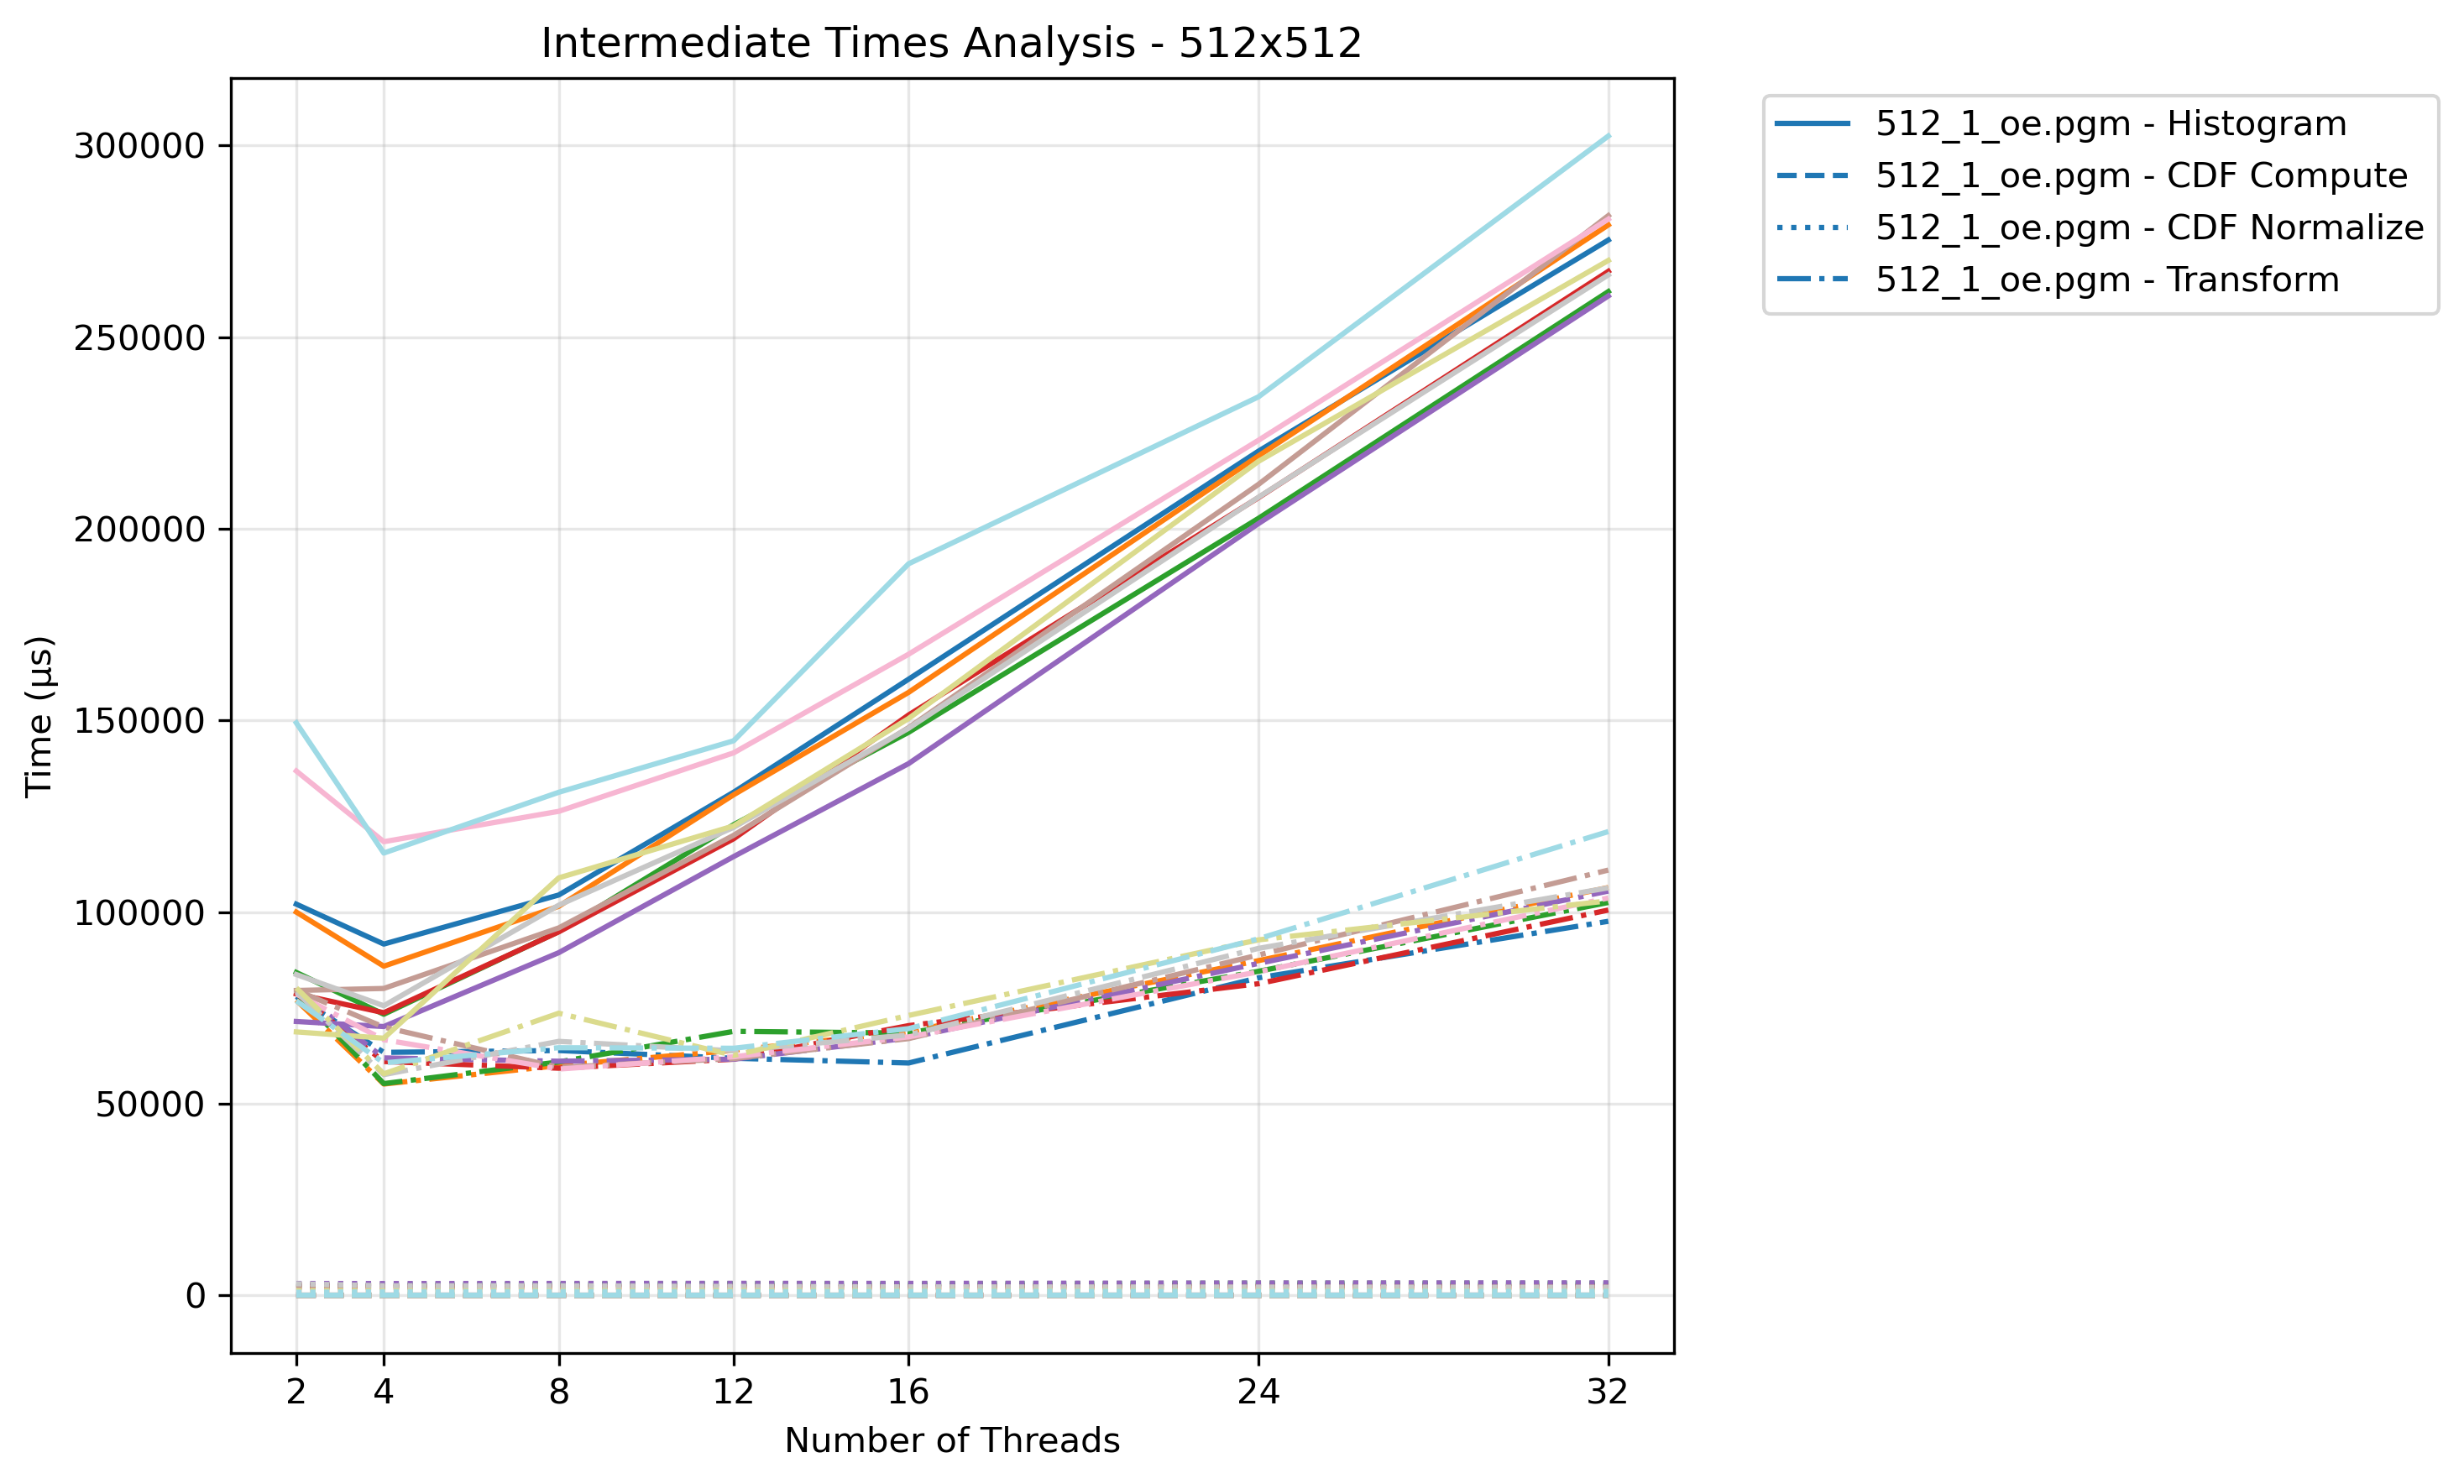 Intermediate Times Analysis - 512x512
300000
250000
200000
150000
100000
50000
0
Time (µs)
2 4 8 12 16 24 32
Number of Threads
512_1_oe.pgm - Histogram
512_1_oe.pgm - CDF Compute
512_1_oe.pgm - CDF Normalize
512_1_oe.pgm - Transform